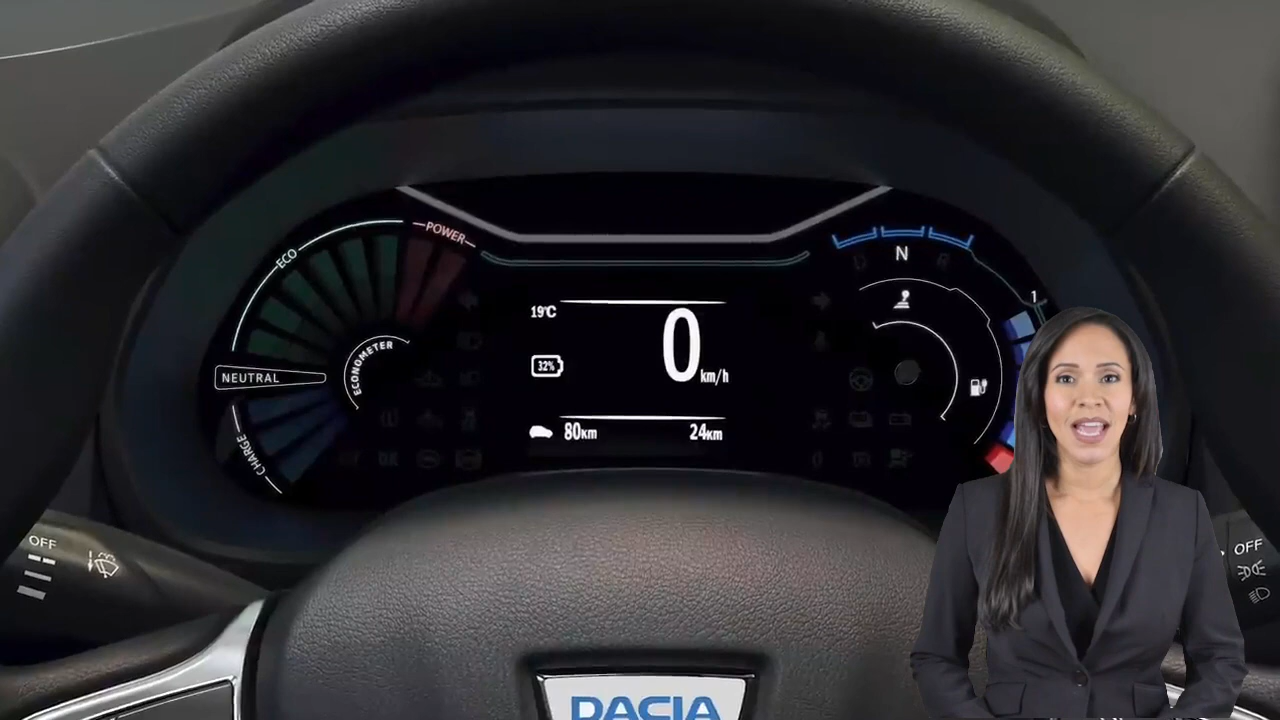 POWER
ECO
N
1
19°C
0
km/h
32%
ECONOMETER
NEUTRAL
80KM
24KM
CHARGE
OFF
OFF
DACIA